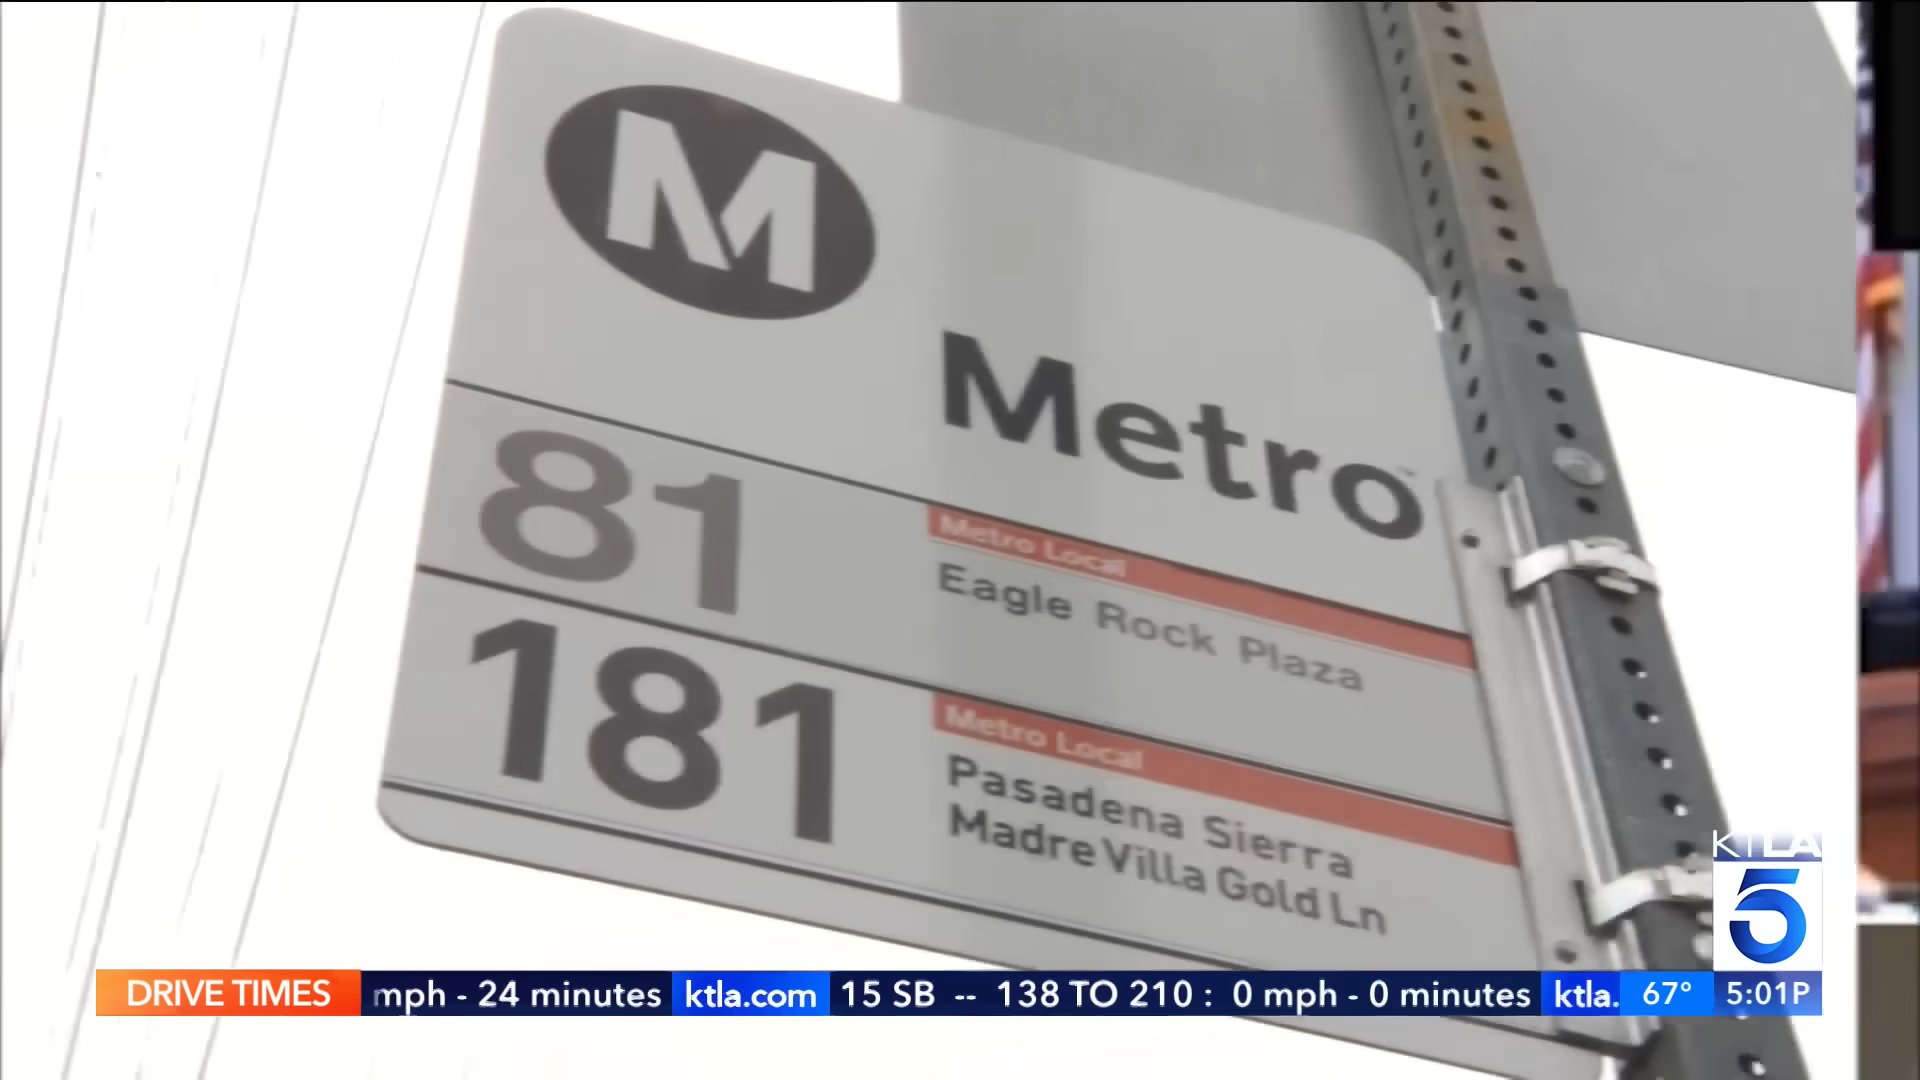 M
Metro
81
Metro Local
Eagle Rock Plaza
181
Metro Local
Pasadena Sierra
Madre Villa Gold Ln
KTLA
5
DRIVE TIMES
mph - 24 minutes ktla.com 15 SB -- 138 TO 210 : 0 mph - 0 minutes ktla.
67° 5:01P